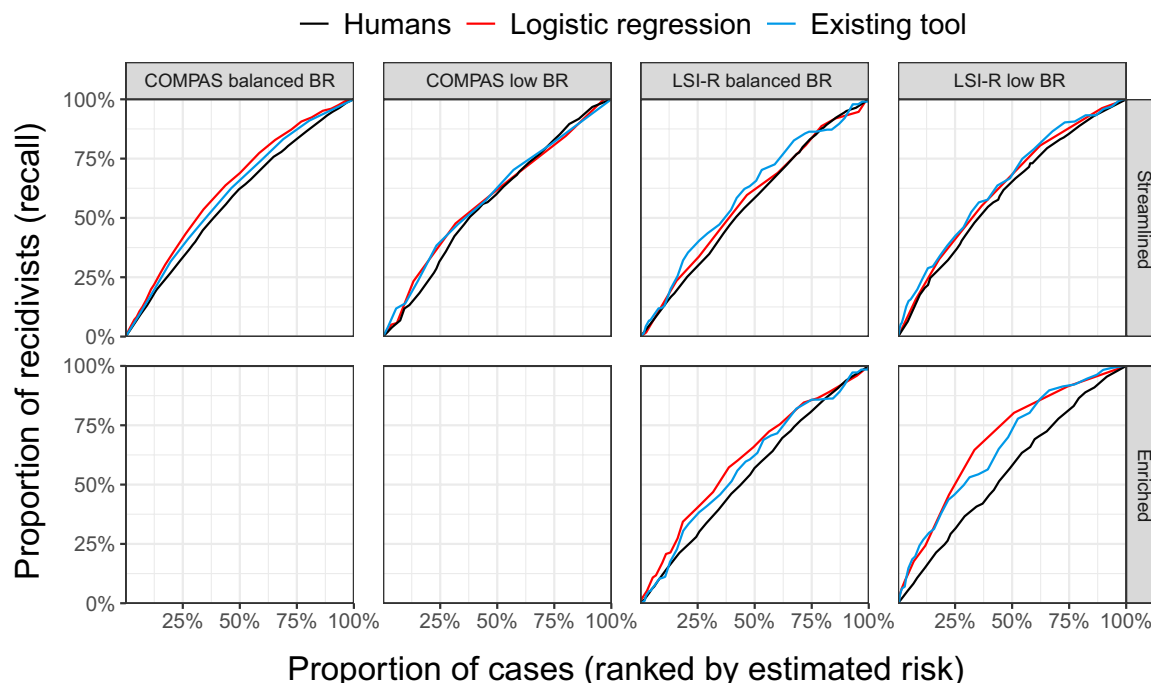 Humans Logistic regression Existing tool
COMPAS balanced BR COMPAS low BR LSI-R balanced BR LSI-R low BR
Proportion of recidivists (recall)
100%
75%
50%
25%
0%
Streamlined
100%
75%
50%
25%
0%
Enriched
25% 50% 75% 100% 25% 50% 75% 100% 25% 50% 75% 100% 25% 50% 75% 100%
Proportion of cases (ranked by estimated risk)